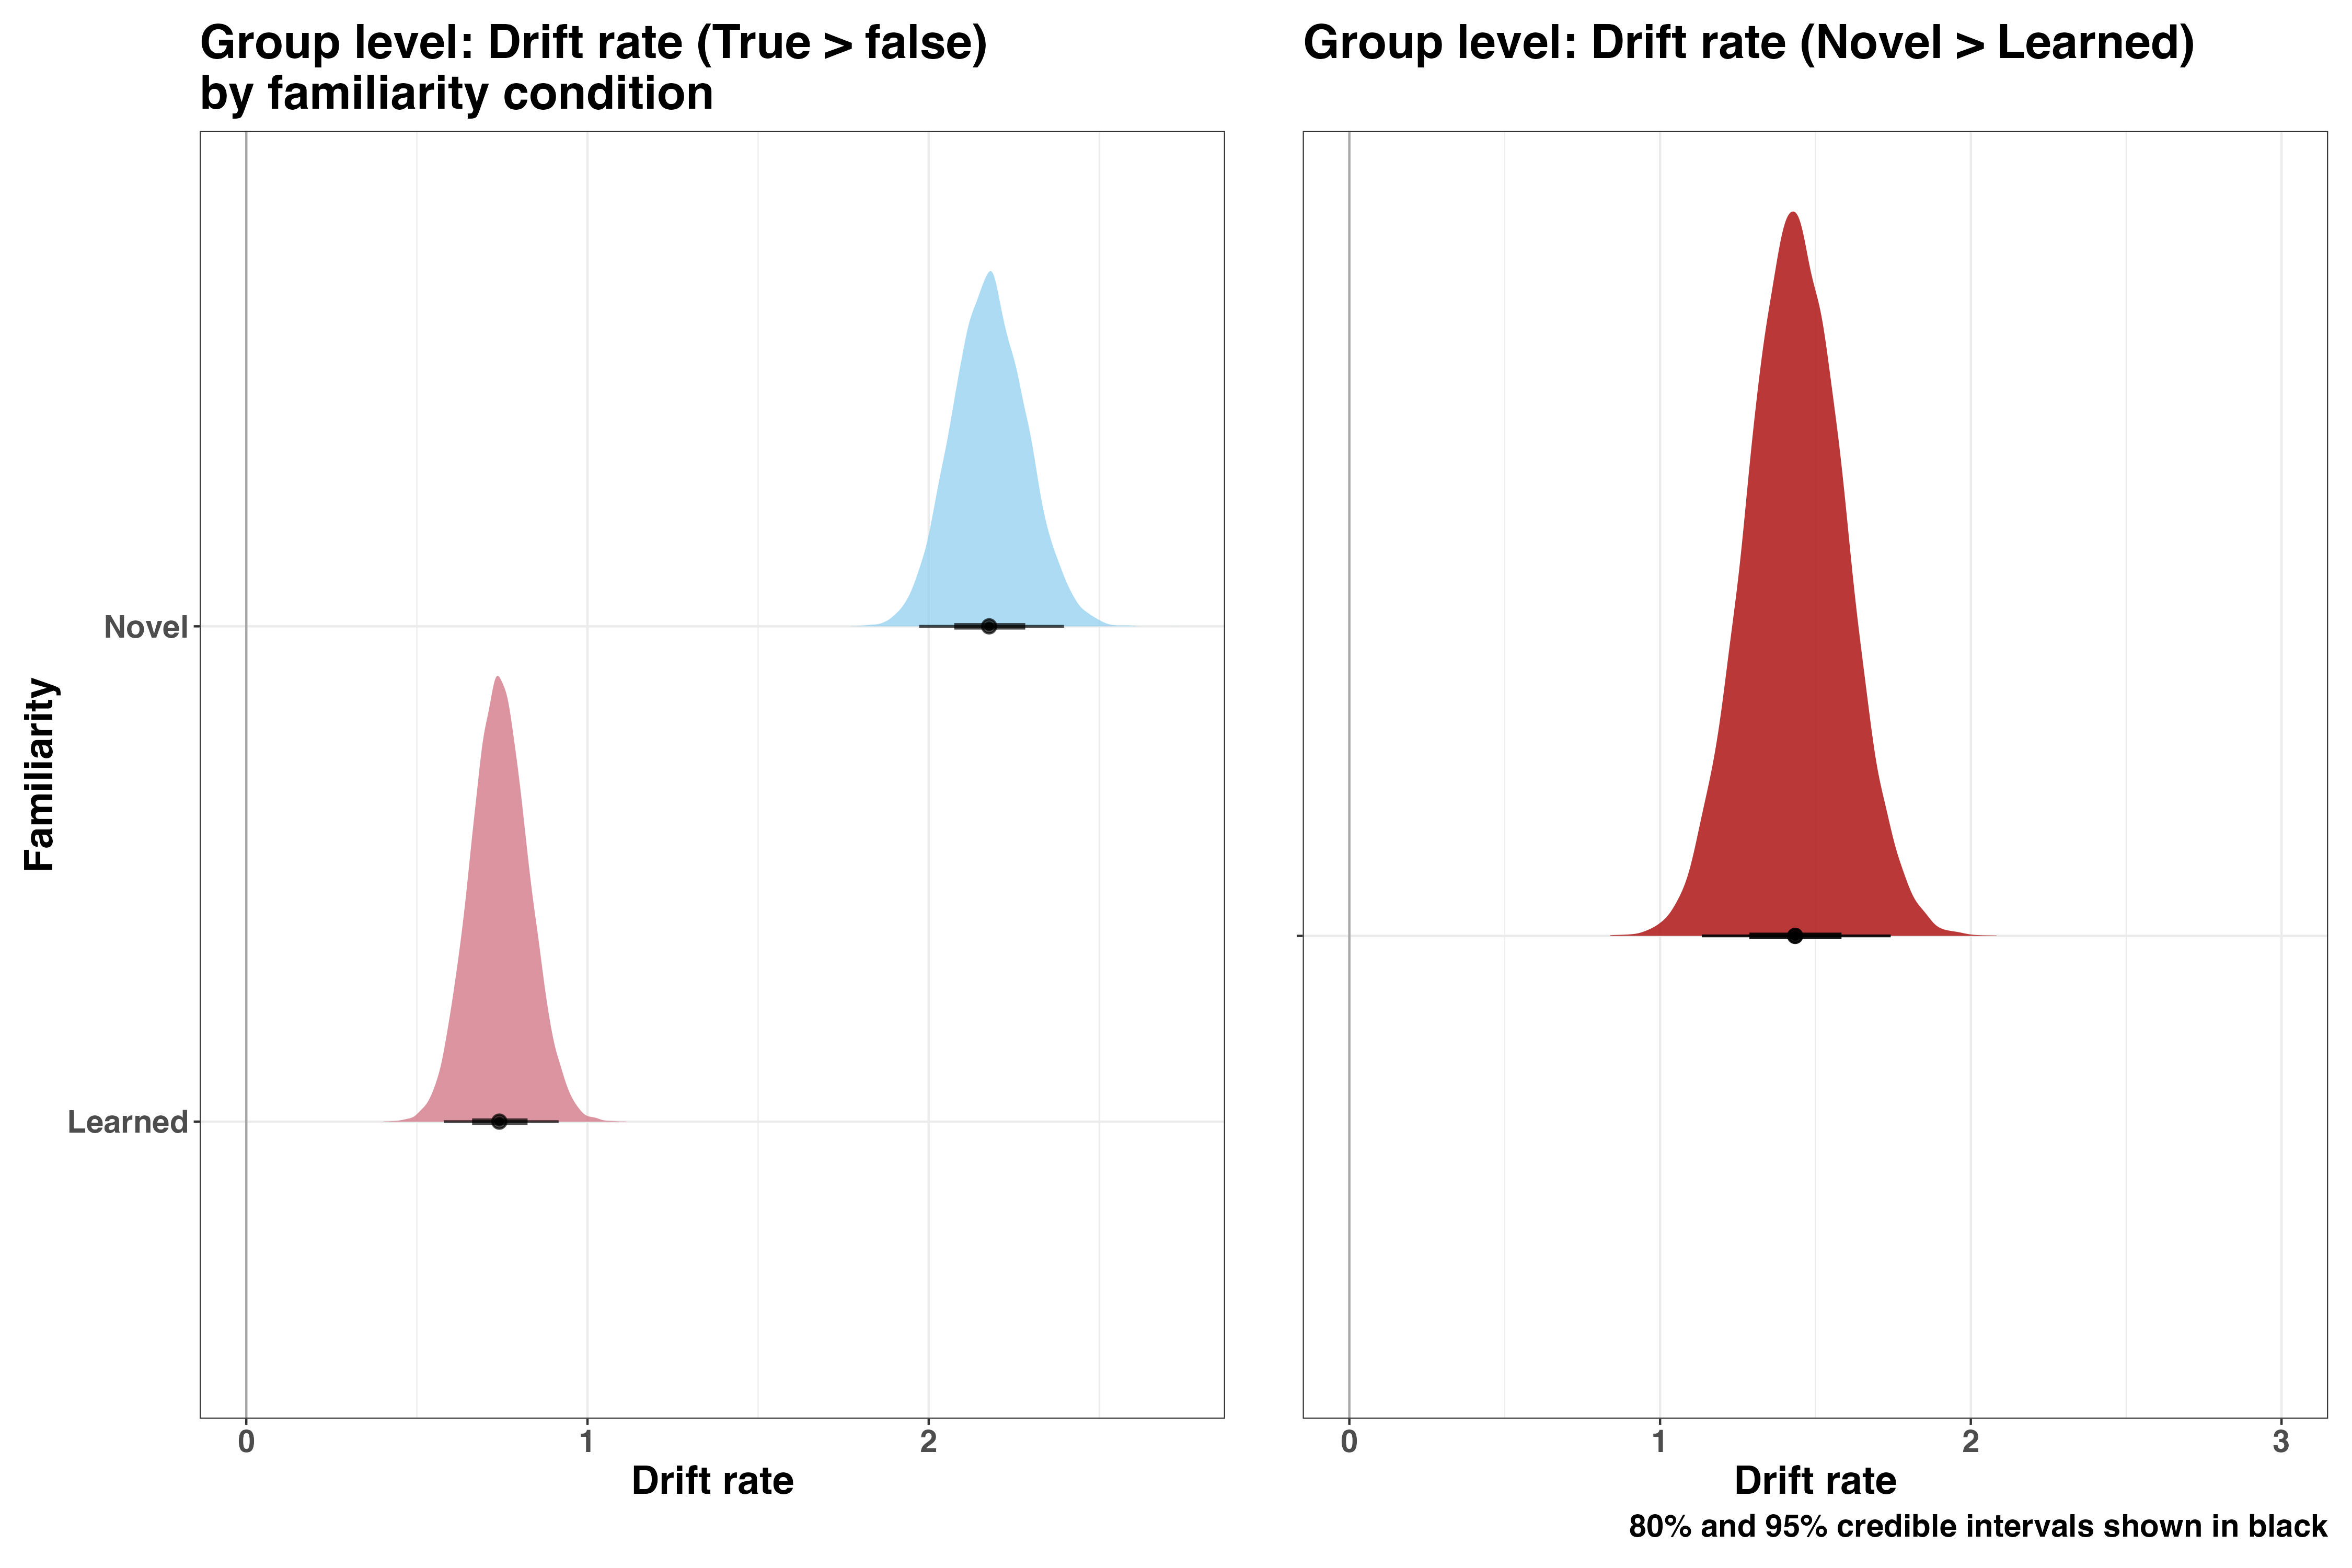 Group level: Drift rate (True > false)
by familiarity condition
Familiarity
Novel
Learned
0 1 2
Drift rate
Group level: Drift rate (Novel > Learned)
0 1 2 3
Drift rate
80% and 95% credible intervals shown in black